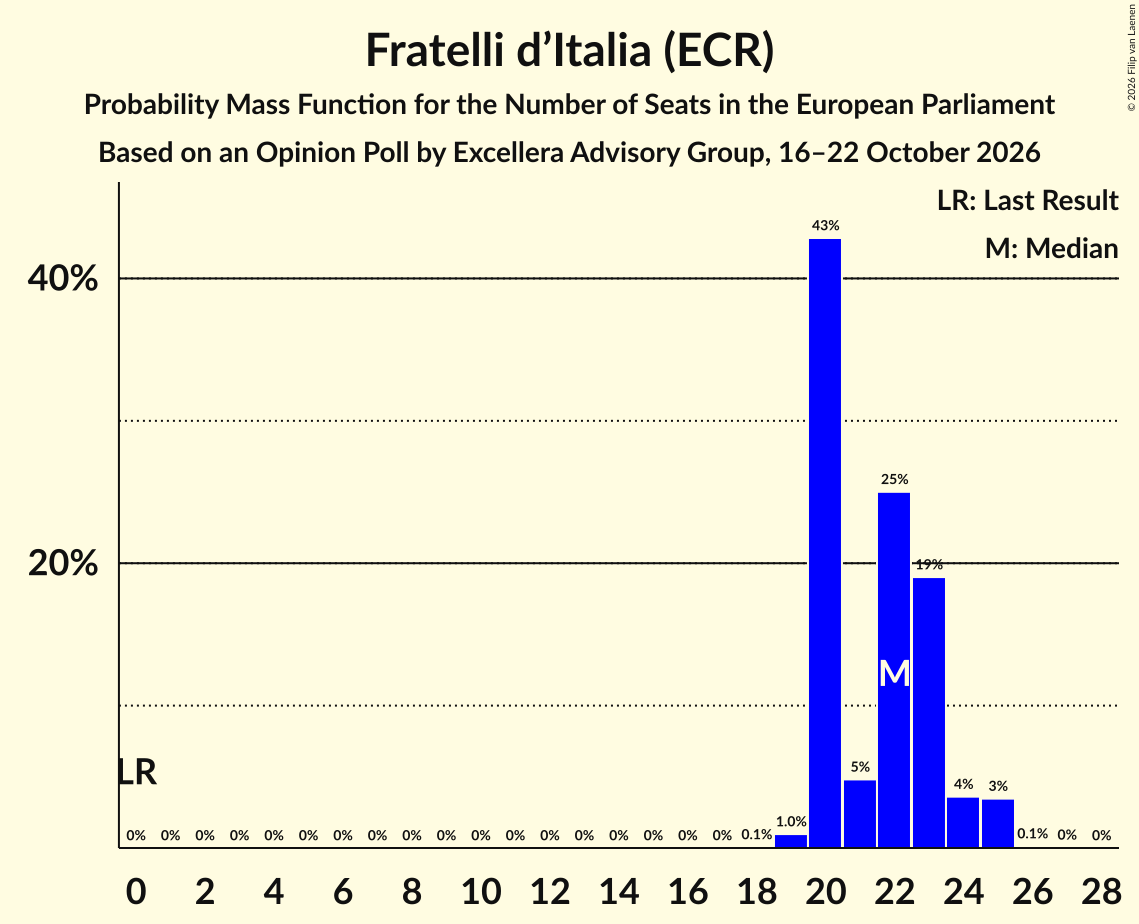 Fratelli d’Italia (ECR)
Probability Mass Function for the Number of Seats in the European Parliament
Based on an Opinion Poll by Excellera Advisory Group, 16–22 October 2026
© 2026 Filip van Laenen
LR: Last Result
M: Median
43%
40%
25%
20%
19%
M
LR
5%
4%
3%
0% 0% 0% 0% 0% 0% 0% 0% 0% 0% 0% 0% 0% 0% 0% 0% 0% 0% 0.1% 1.0% 0.1% 0% 0%
0 2 4 6 8 10 12 14 16 18 20 22 24 26 28